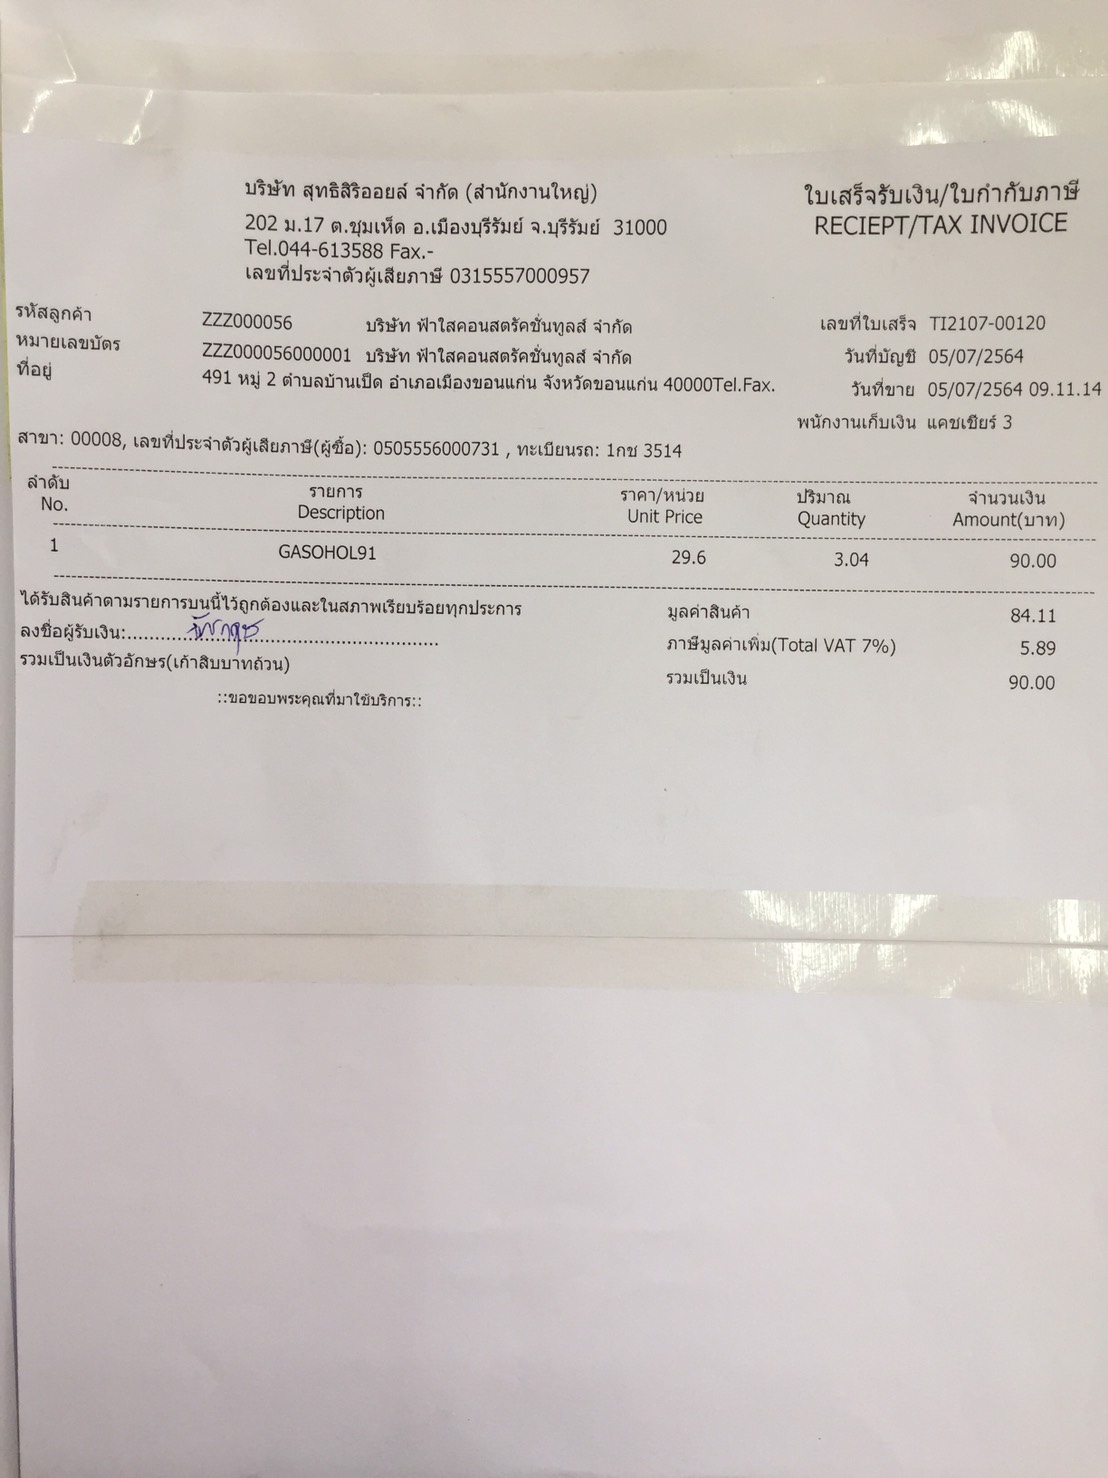 บริษัท สุทธิสิริออยล์ จำกัด (สำนักงานใหญ่)
202 ม.17 ต.ชุมเห็ด อ.เมืองบุรีรัมย์ จ.บุรีรัมย์ 31000
Tel.044-613588 Fax.-
เลขที่ประจำตัวผู้เสียภาษี 0315557000957
ใบเสร็จรับเงิน/ใบกำกับภาษี
RECIEPT/TAX INVOICE
รหัสลูกค้า ZZZ000056 บริษัท ฟ้าใสคอนสตรัคชั่นทูลส์ จำกัด
หมายเลขบัตร ZZZ000056000001 บริษัท ฟ้าใสคอนสตรัคชั่นทูลส์ จำกัด
ที่อยู่ 491 หมู่ 2 ตำบลบ้านเป็ด อำเภอเมืองขอนแก่น จังหวัดขอนแก่น 40000Tel.Fax.
เลขที่ใบเสร็จ TI2107-00120
วันที่บัญชี 05/07/2564
วันที่ขาย 05/07/2564 09.11.14
พนักงานเก็บเงิน แคชเชียร์ 3
สาขา: 00008, เลขที่ประจำตัวผู้เสียภาษี(ผู้ซื้อ): 0505556000731 , ทะเบียนรถ: 1กช 3514
ลำดับ รายการ ราคา/หน่วย ปริมาณ จำนวนเงิน
No. Description Unit Price Quantity Amount(บาท)
1 GASOHOL91 29.6 3.04 90.00
ได้รับสินค้าตามรายการบนนี้ไว้ถูกต้องและในสภาพเรียบร้อยทุกประการ
มูลค่าสินค้า 84.11
ลงชื่อผู้รับเงิน:
ภาษีมูลค่าเพิ่ม(Total VAT 7%) 5.89
รวมเป็นเงินตัวอักษร(เก้าสิบบาทถ้วน)
รวมเป็นเงิน 90.00
::ขอขอบพระคุณที่มาใช้บริการ::